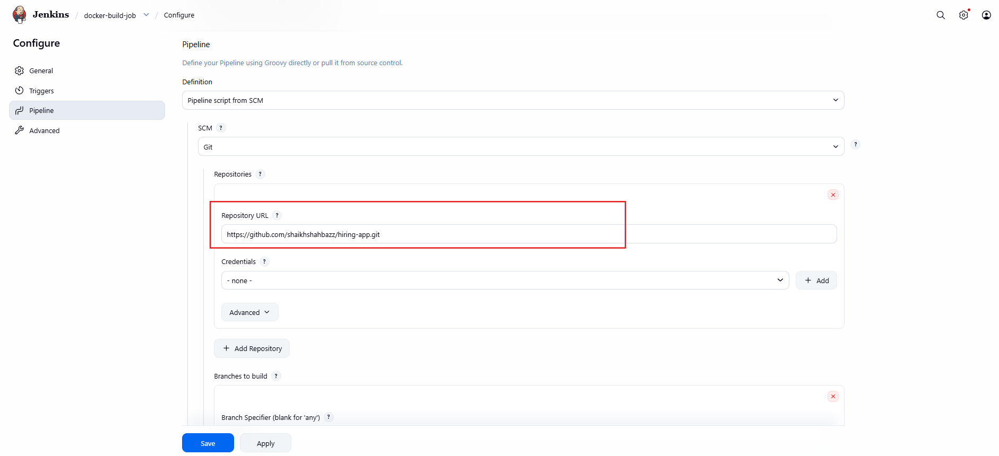 Jenkins / docker-build-job / Configure
Configure
General
Triggers
Pipeline
Advanced
Pipeline
Define your Pipeline using Groovy directly or pull it from source control.
Definition
Pipeline script from SCM
SCM ?
Git
?
Repositories ?
Repository URL ?
https://github.com/shaikhshahbazz/hiring-app.git
Credentials ?
- none -
+ Add
Advanced
+ Add Repository
Branches to build ?
Branch Specifier (blank for 'any') ?
Save
Apply